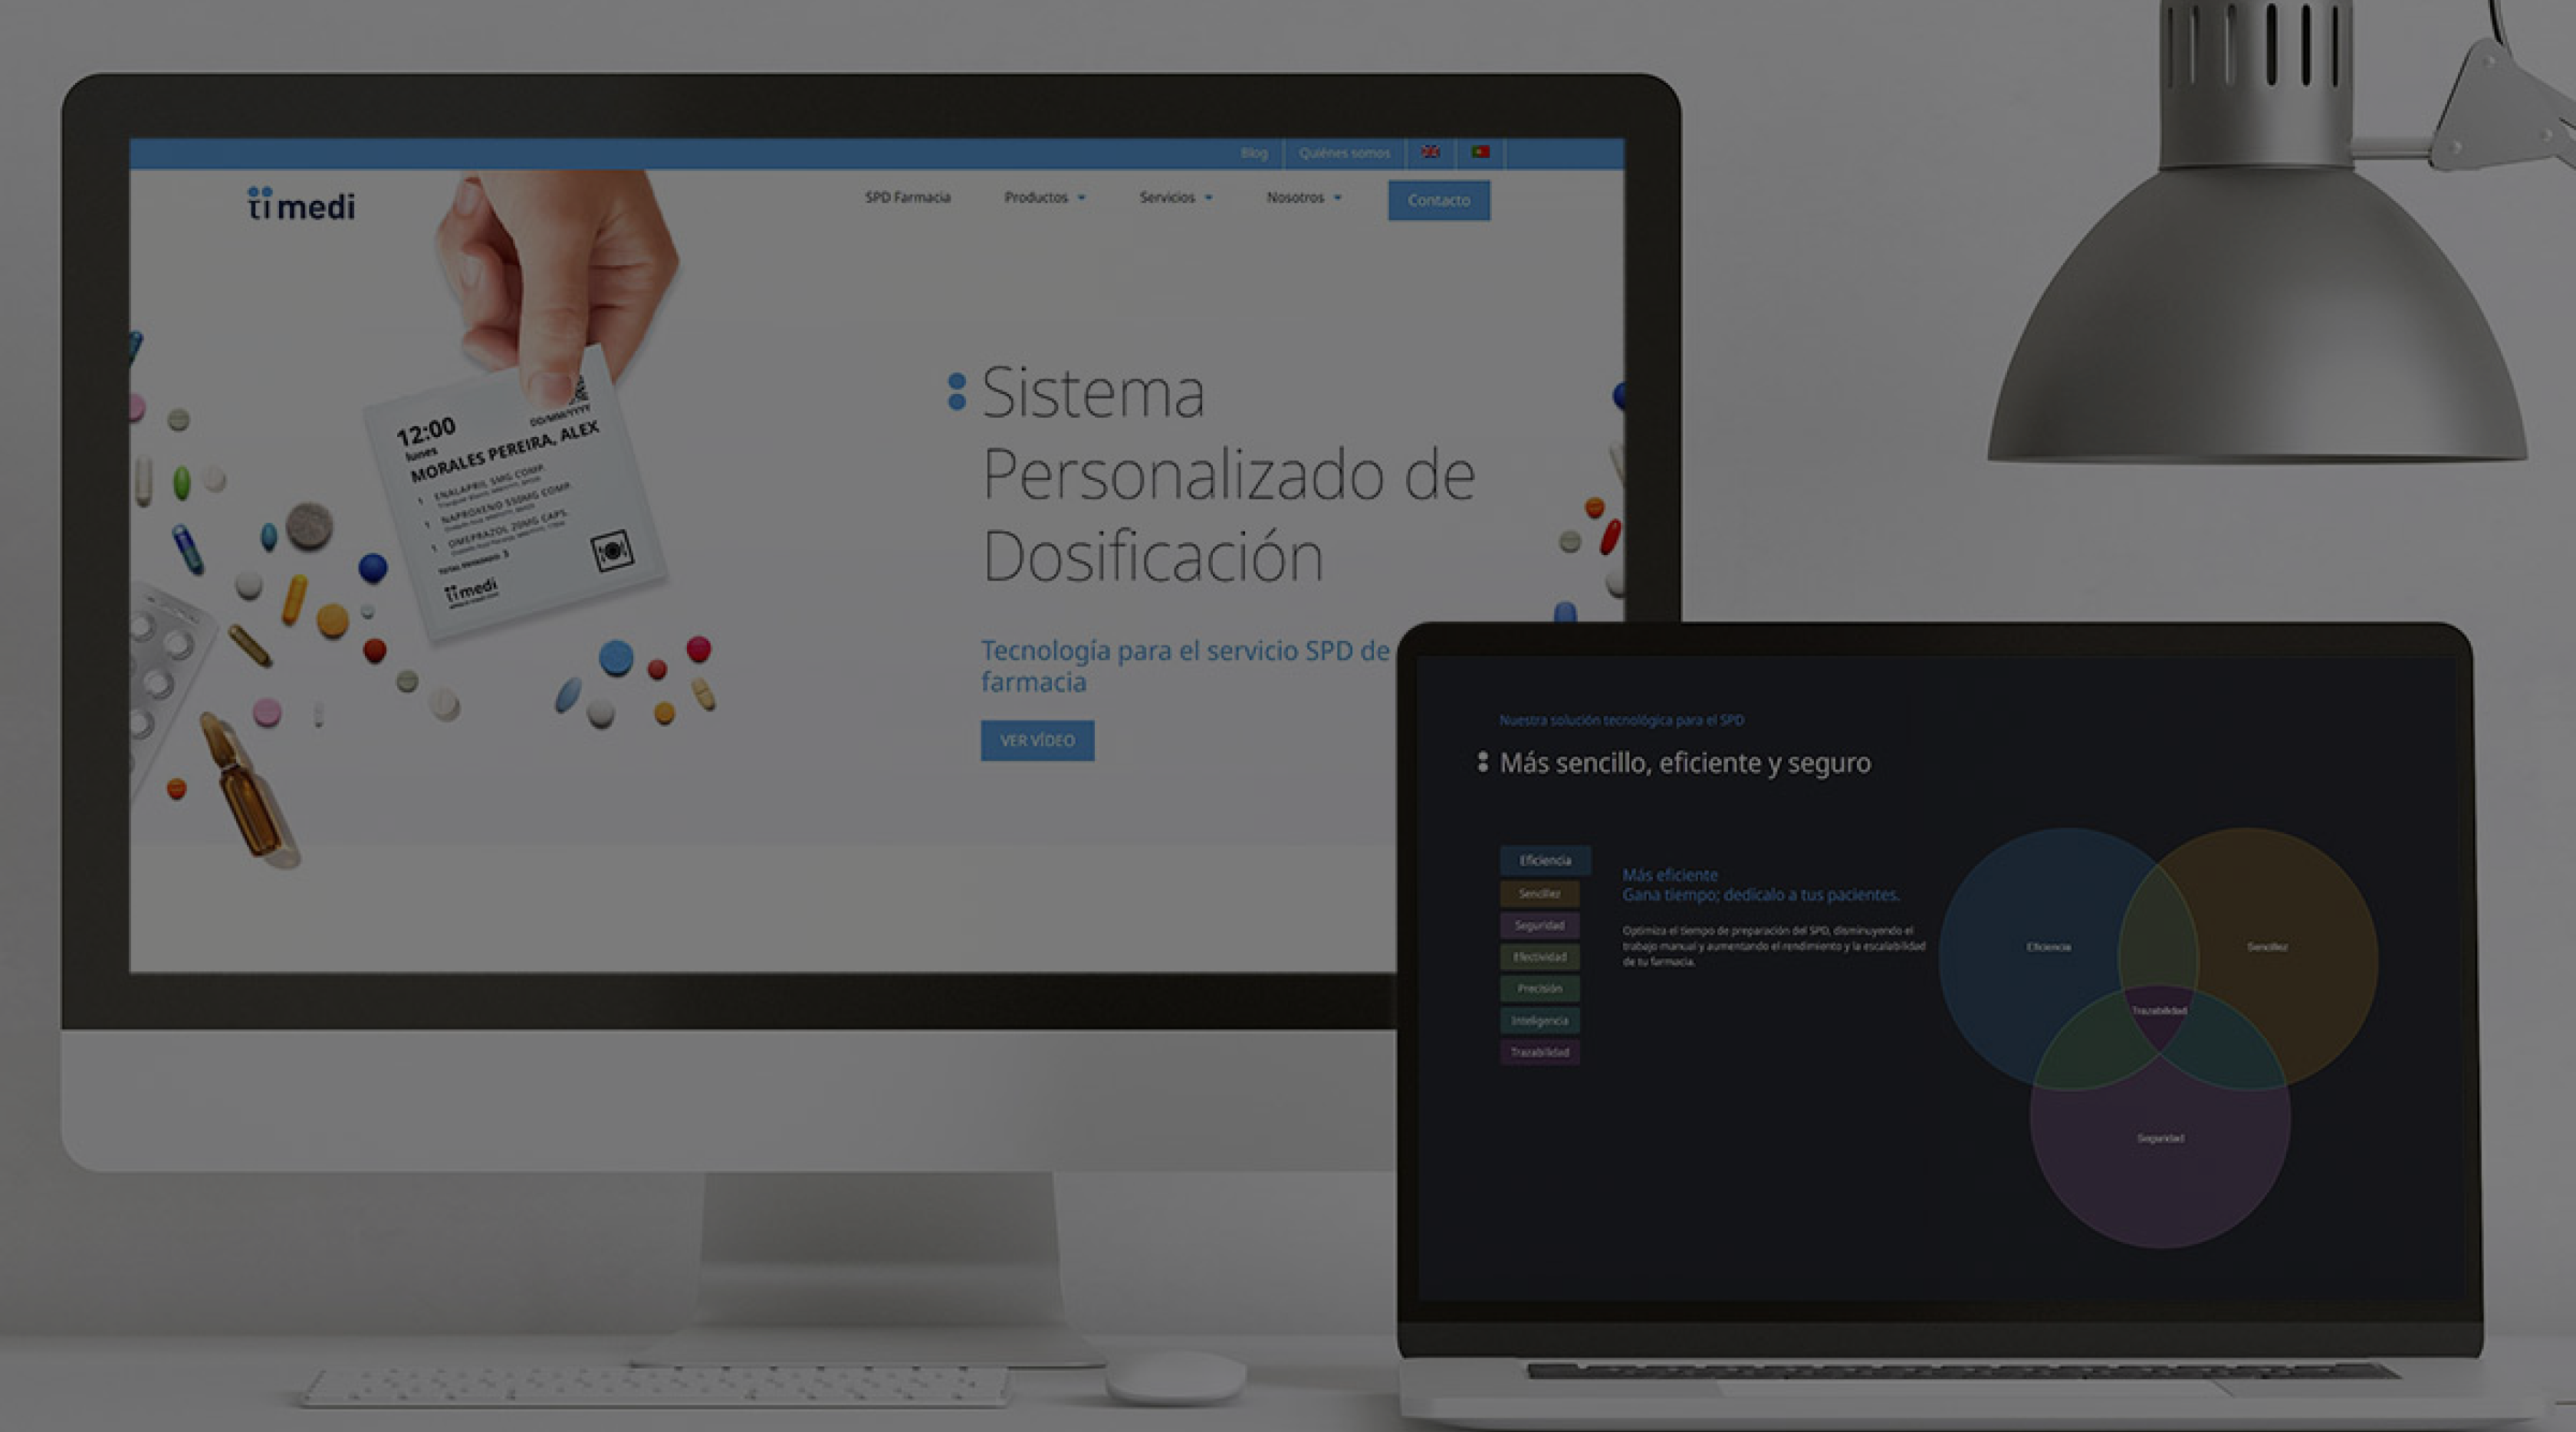 Blog
Quiénes somos
tï medi
SPD Farmacia
Productos
Servicios
Nosotros
Contacto
12:00
DD/MM/YYYY
lunes
MORALES PEREIRA, ALEX
1 ENALAPRIL 5MG COMP.
1 NAPROXENO 550MG COMP.
1 OMEPRAZOL 20MG CAPS.
3
tï medi
Sistema
Personalizado de
Dosificación
Tecnología para el servicio SPD de
farmacia
VER VÍDEO
Nuestra solución tecnológica para el SPD
Más sencillo, eficiente y seguro
Eficiencia
Sencillez
Seguridad
Efectividad
Precisión
Inteligencia
Trazabilidad
Más eficiente
Gana tiempo; dedícalo a tus pacientes.
Optimiza el tiempo de preparación del SPD, disminuyendo el
trabajo manual y aumentando el rendimiento y la escalabilidad
de tu farmacia.
Eficiencia
Sencillez
Trazabilidad
Seguridad